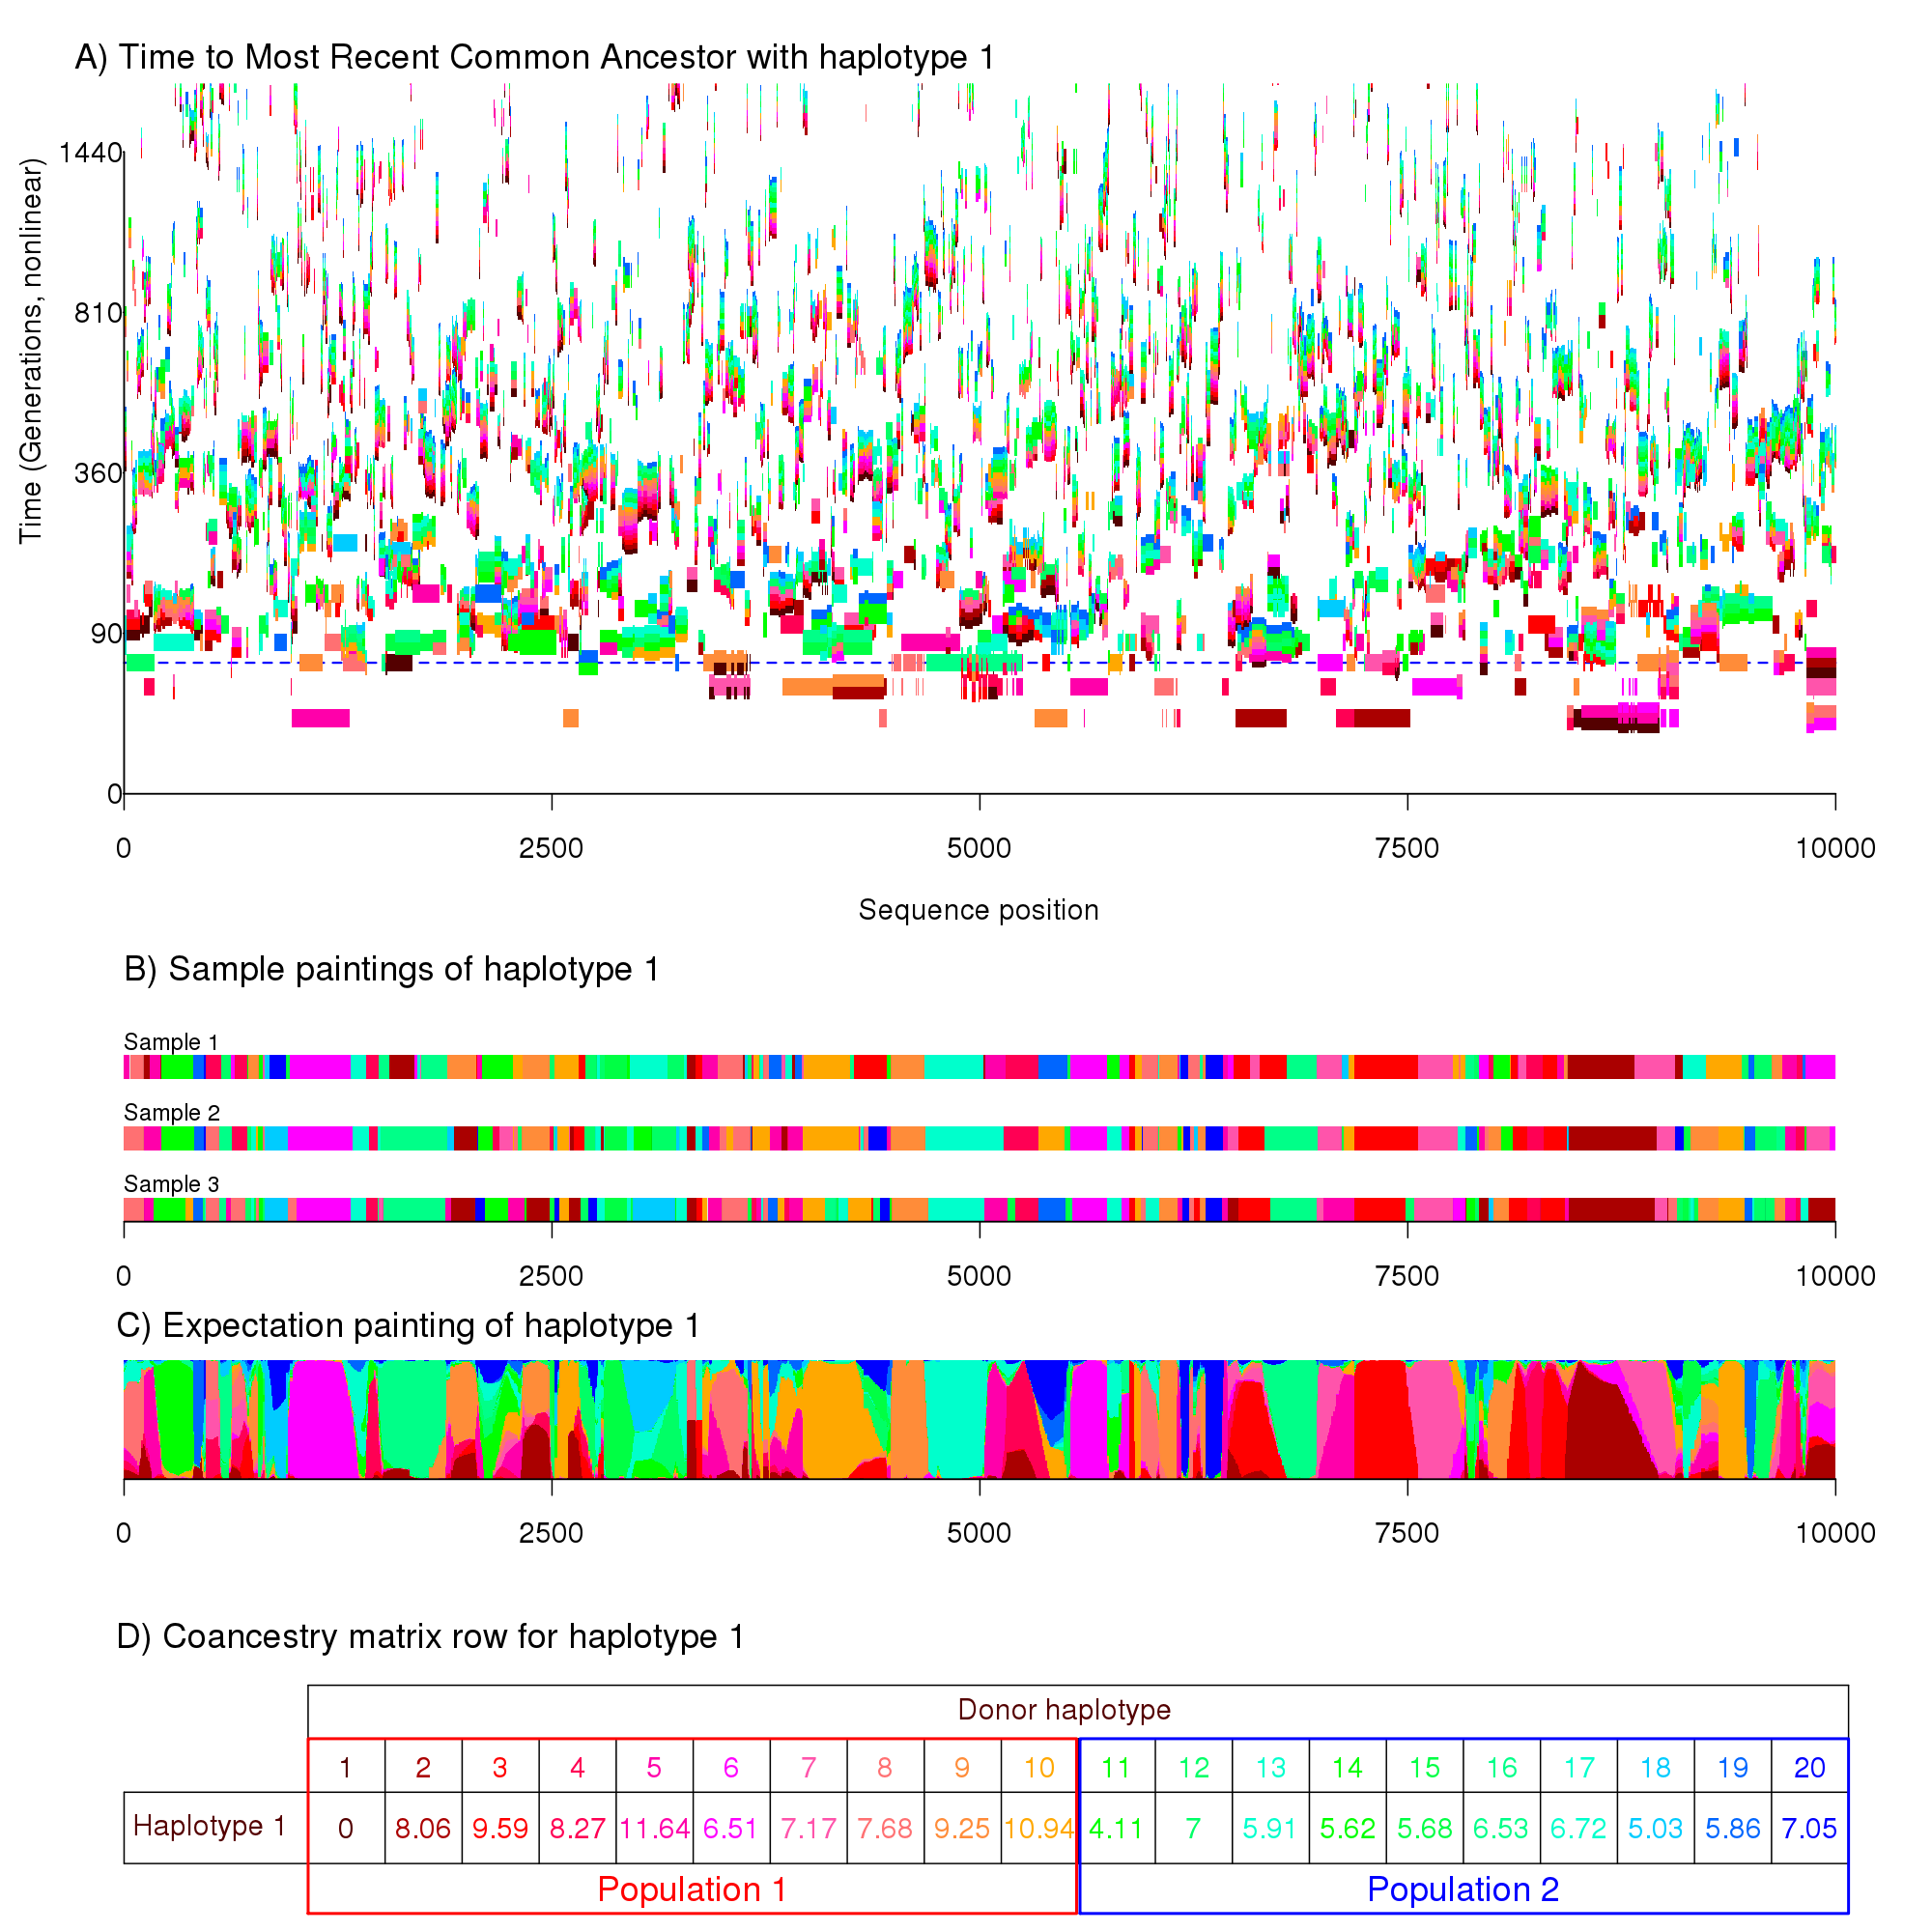 A) Time to Most Recent Common Ancestor with haplotype 1
Time (Generations, nonlinear)
1440
810
360
90
0
0 2500 5000 7500 10000
Sequence position
B) Sample paintings of haplotype 1
Sample 1
Sample 2
Sample 3
0 2500 5000 7500 10000
C) Expectation painting of haplotype 1
0 2500 5000 7500 10000
D) Coancestry matrix row for haplotype 1
Donor haplotype
1 2 3 4 5 6 7 8 9 10 11 12 13 14 15 16 17 18 19 20
Haplotype 1 0 8.06 9.59 8.27 11.64 6.51 7.17 7.68 9.25 10.94 4.11 7 5.91 5.62 5.68 6.53 6.72 5.03 5.86 7.05
Population 1 Population 2